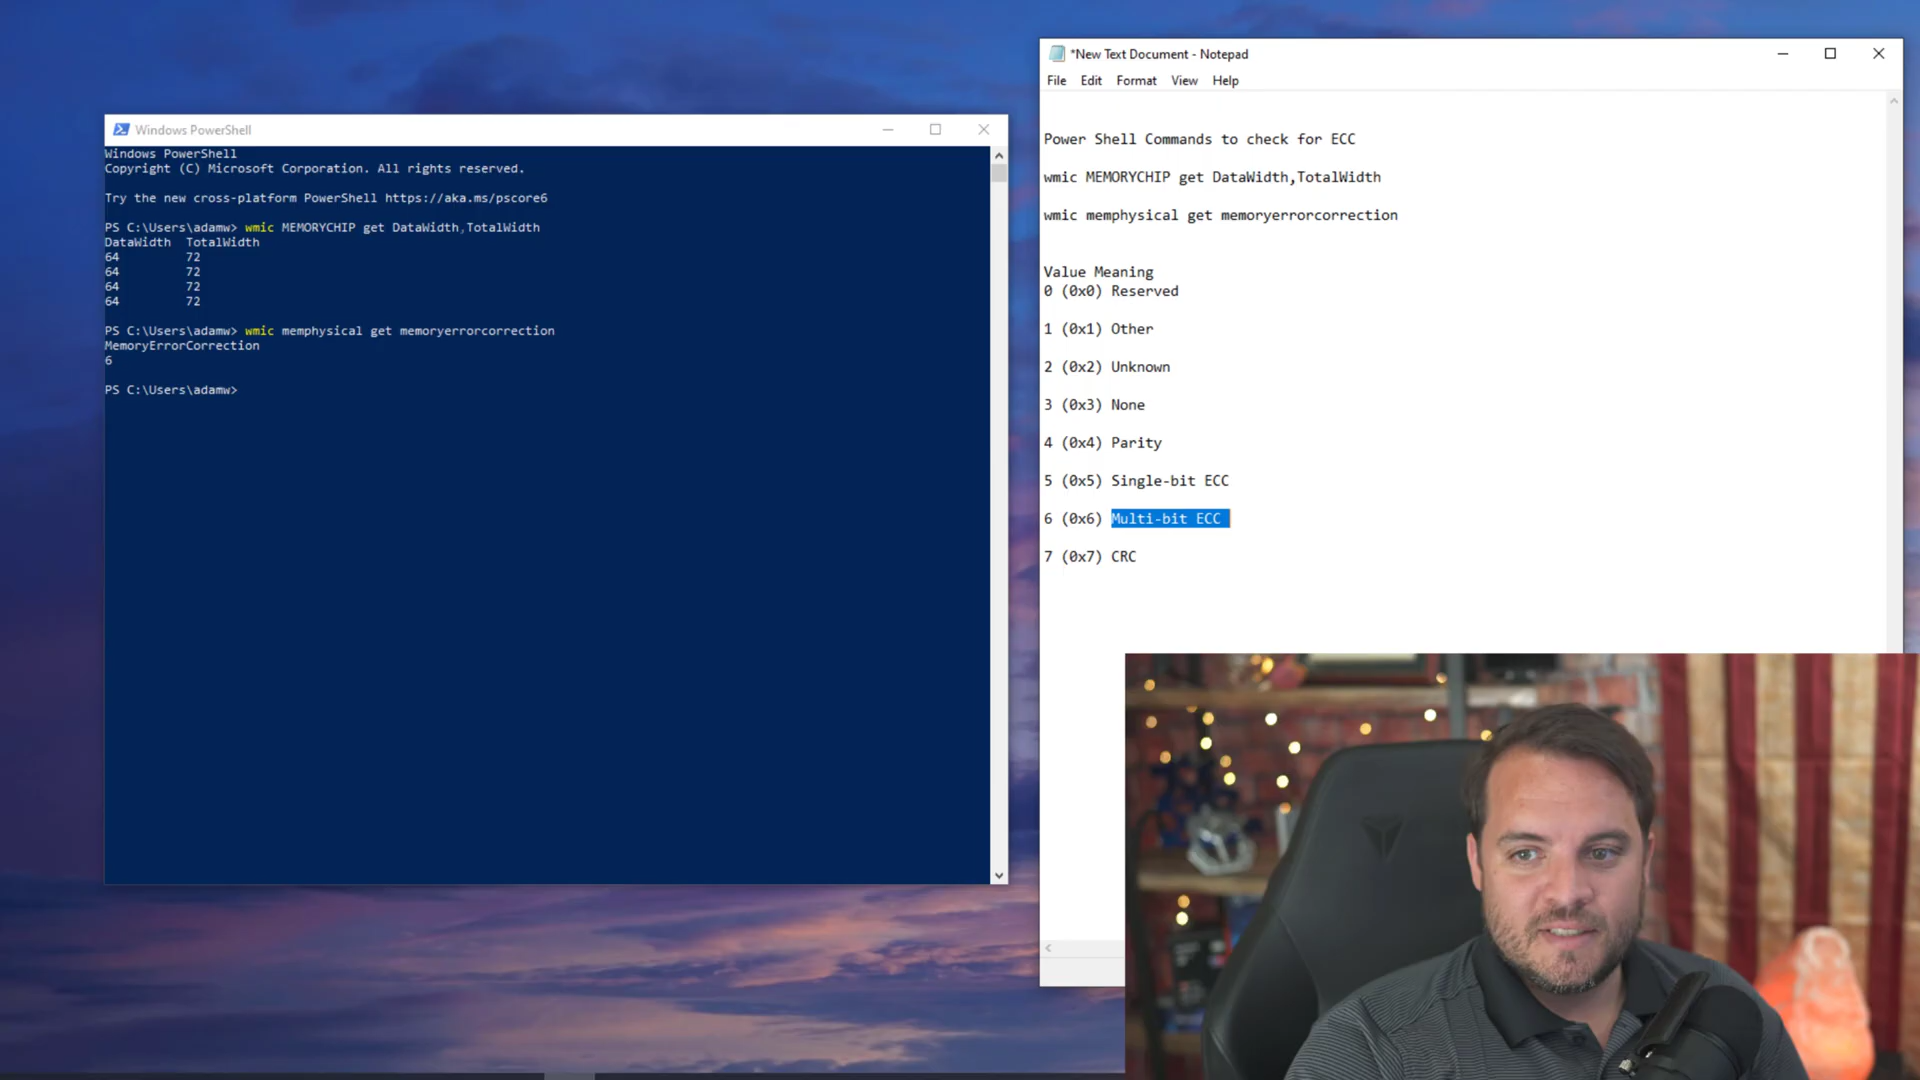 Windows PowerShell
Windows PowerShell
Copyright (C) Microsoft Corporation. All rights reserved.
Try the new cross-platform PowerShell https://aka.ms/pscore6
PS C:\Users\adamw> wmic MEMORYCHIP get DataWidth,TotalWidth
DataWidth  TotalWidth
64         72
64         72
64         72
64         72
PS C:\Users\adamw> wmic memphysical get memoryerrorcorrection
MemoryErrorCorrection
6
PS C:\Users\adamw>
*New Text Document - Notepad
File Edit Format View Help
Power Shell Commands to check for ECC
wmic MEMORYCHIP get DataWidth,TotalWidth
wmic memphysical get memoryerrorcorrection
Value Meaning
0 (0x0) Reserved
1 (0x1) Other
2 (0x2) Unknown
3 (0x3) None
4 (0x4) Parity
5 (0x5) Single-bit ECC
6 (0x6) Multi-bit ECC
7 (0x7) CRC